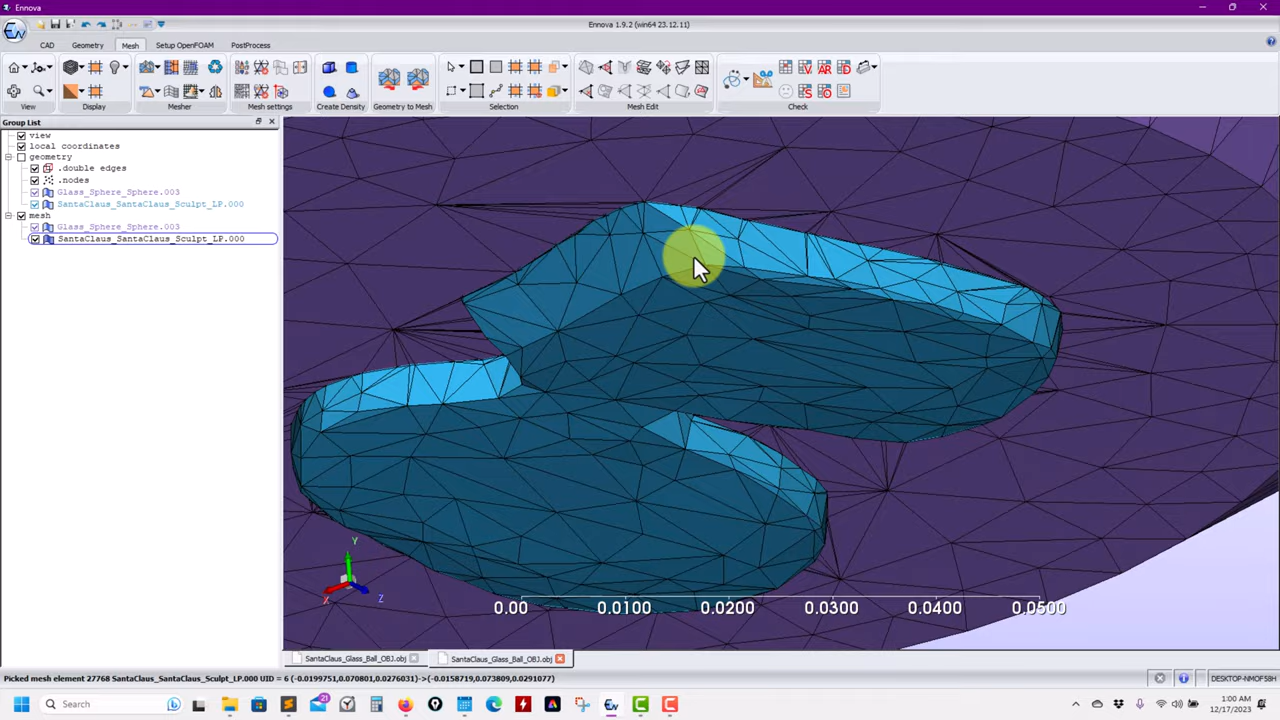 Ennova
Ennova 1.9.2 (win64 23.12.11)
CAD
Geometry
Mesh
Setup OpenFOAM
PostProcess
View
Display
Mesher
Mesh settings
Create Density
Geometry to Mesh
Selection
Mesh Edit
Check
Group List
view
local coordinates
geometry
.double edges
.nodes
Glass_Sphere_Sphere.003
SantaClaus_SantaClaus_Sculpt_LP.000
mesh
Glass_Sphere_Sphere.003
SantaClaus_SantaClaus_Sculpt_LP.000
Y
X
Z
0.00 0.0100 0.0200 0.0300 0.0400 0.0500
SantaClaus_Glass_Ball_OBJ.obj
SantaClaus_Glass_Ball_OBJ.obj
Picked mesh element 27768 SantaClaus_SantaClaus_Sculpt_LP.000 UID = 6 (-0.0199751,0.070801,0.0276031)->(-0.0158719,0.073809,0.0291077)
DESKTOP-NMOF58H
Search
21
1:00 AM
12/17/2023